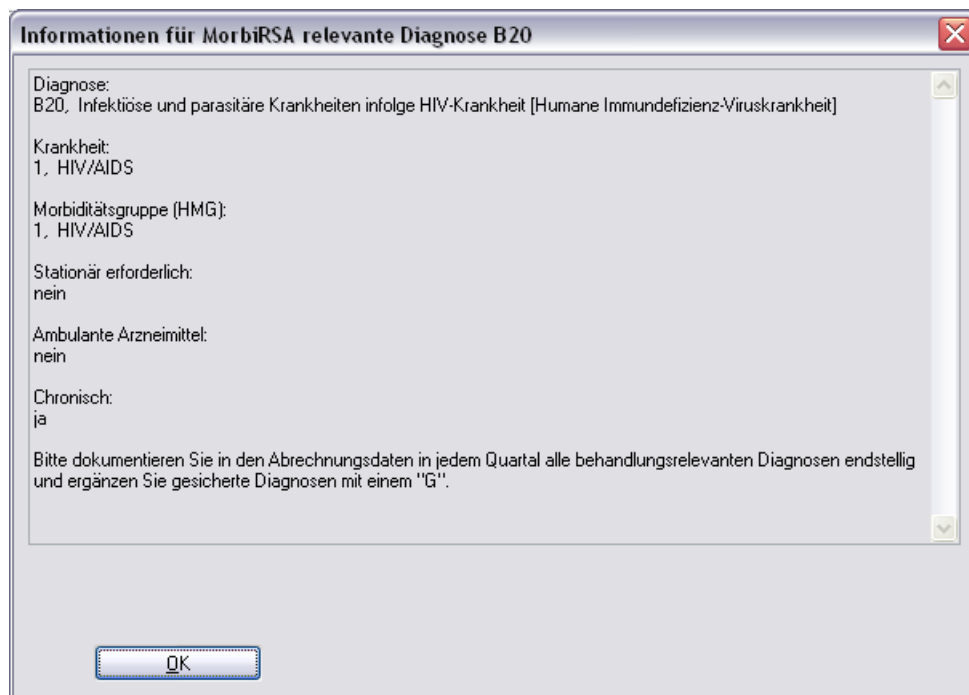 Informationen für MorbiRSA relevante Diagnose B20
Diagnose:
B20,  Infektiöse und parasitäre Krankheiten infolge HIV-Krankheit [Humane Immundefizienz-Viruskrankheit]
Krankheit:
1,  HIV/AIDS
Morbiditätsgruppe (HMG):
1,  HIV/AIDS
Stationär erforderlich:
nein
Ambulante Arzneimittel:
nein
Chronisch:
ja
Bitte dokumentieren Sie in den Abrechnungsdaten in jedem Quartal alle behandlungsrelevanten Diagnosen endstellig
und ergänzen Sie gesicherte Diagnosen mit einem "G".
OK